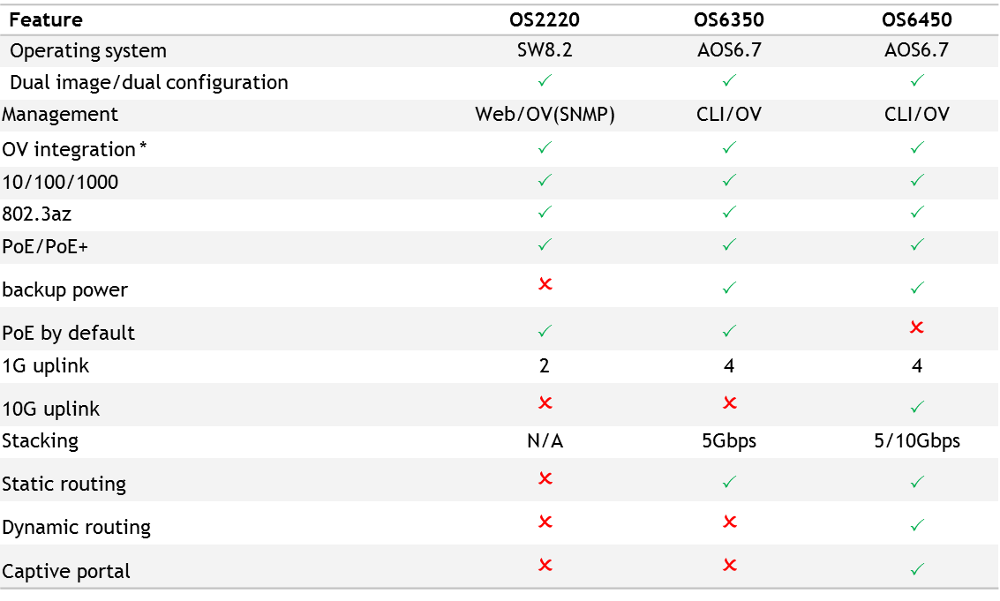 Feature OS2220 OS6350 OS6450
Operating system SW8.2 AOS6.7 AOS6.7
Dual image/dual configuration ✓ ✓ ✓
Management Web/OV(SNMP) CLI/OV CLI/OV
OV integration * ✓ ✓ ✓
10/100/1000 ✓ ✓ ✓
802.3az ✓ ✓ ✓
PoE/PoE+ ✓ ✓ ✓
backup power ✗ ✓ ✓
PoE by default ✓ ✓ ✗
1G uplink 2 4 4
10G uplink ✗ ✗ ✓
Stacking N/A 5Gbps 5/10Gbps
Static routing ✗ ✓ ✓
Dynamic routing ✗ ✗ ✓
Captive portal ✗ ✗ ✓